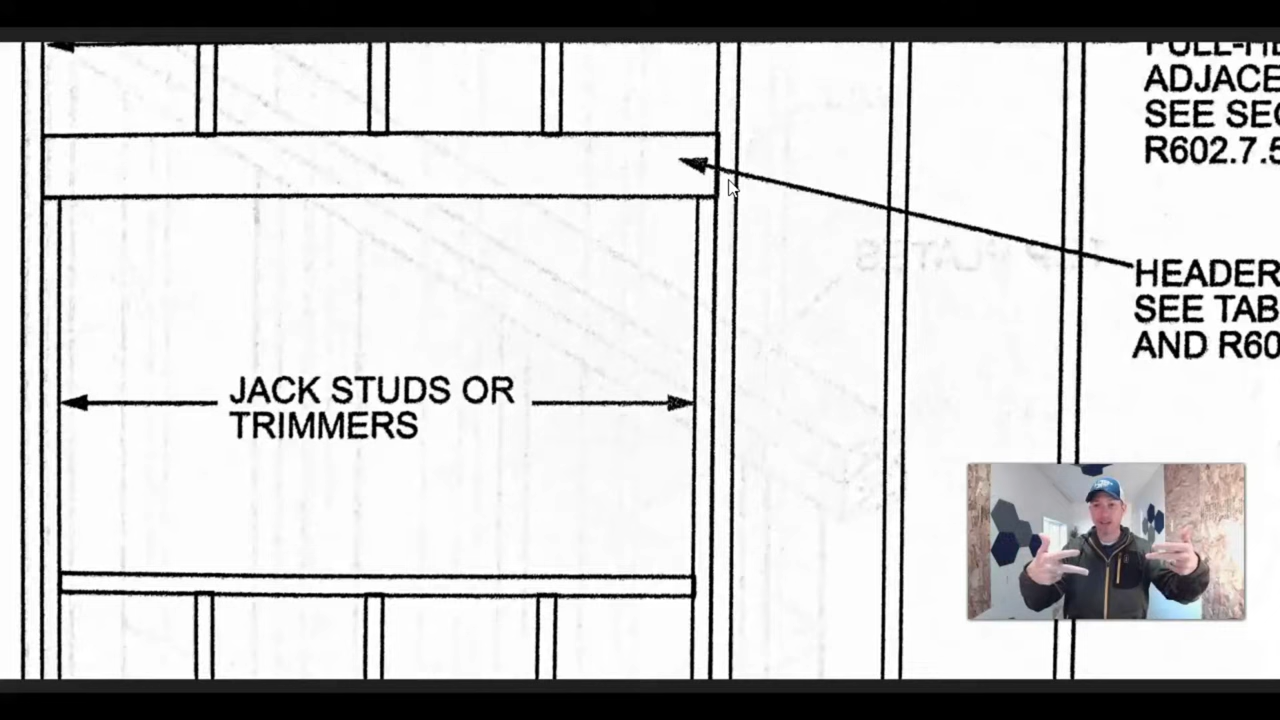 ADJACE
SEE SEC
R602.7.5
HEADER
SEE TAB
AND R60
JACK STUDS OR
TRIMMERS